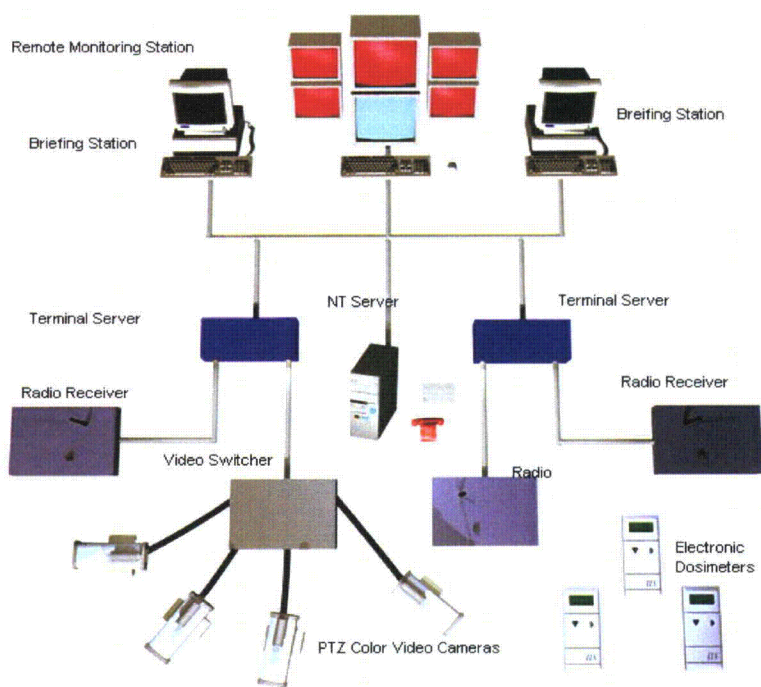 Remote Monitoring Station
Briefing Station
Breifing Station
NT Server
Terminal Server
Terminal Server
Radio Receiver
Radio Receiver
Video Switcher
Radio
Electronic
Dosimeters
PTZ Color Video Cameras